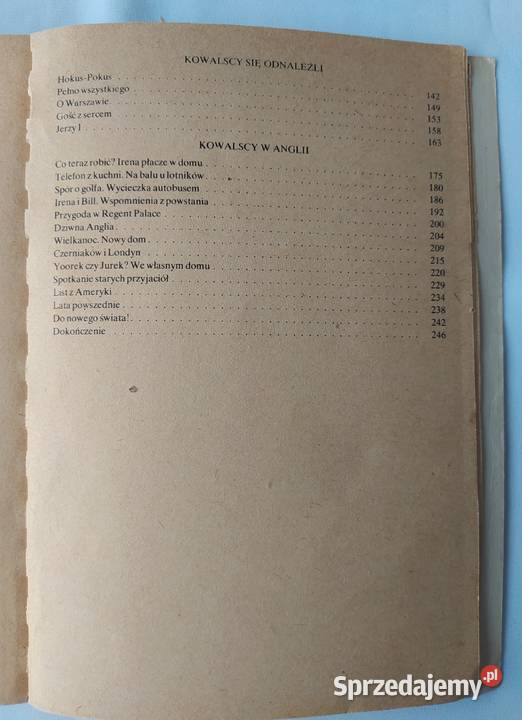 KOWALSCY SIĘ ODNALEŹLI
Hokus-Pokus 142
Pełno wszystkiego 149
O Warszawie 153
Gość z sercem 158
Jerzy I 163
KOWALSCY W ANGLII
Co teraz robić? Irena płacze w domu 175
Telefon z kuchni. Na balu u lotników 180
Spór o golfa. Wycieczka autobusem 186
Irena i Bill. Wspomnienia z powstania 192
Przygoda w Regent Palace 200
Dziwna Anglia 204
Wielkanoc. Nowy dom 209
Czerniaków i Londyn 215
Yoorek czy Jurek? We własnym domu 220
Spotkanie starych przyjaciół 229
List z Ameryki 234
Lata powszednie 238
Do nowego świata! 242
Dokończenie 246
Sprzedajemy.pl